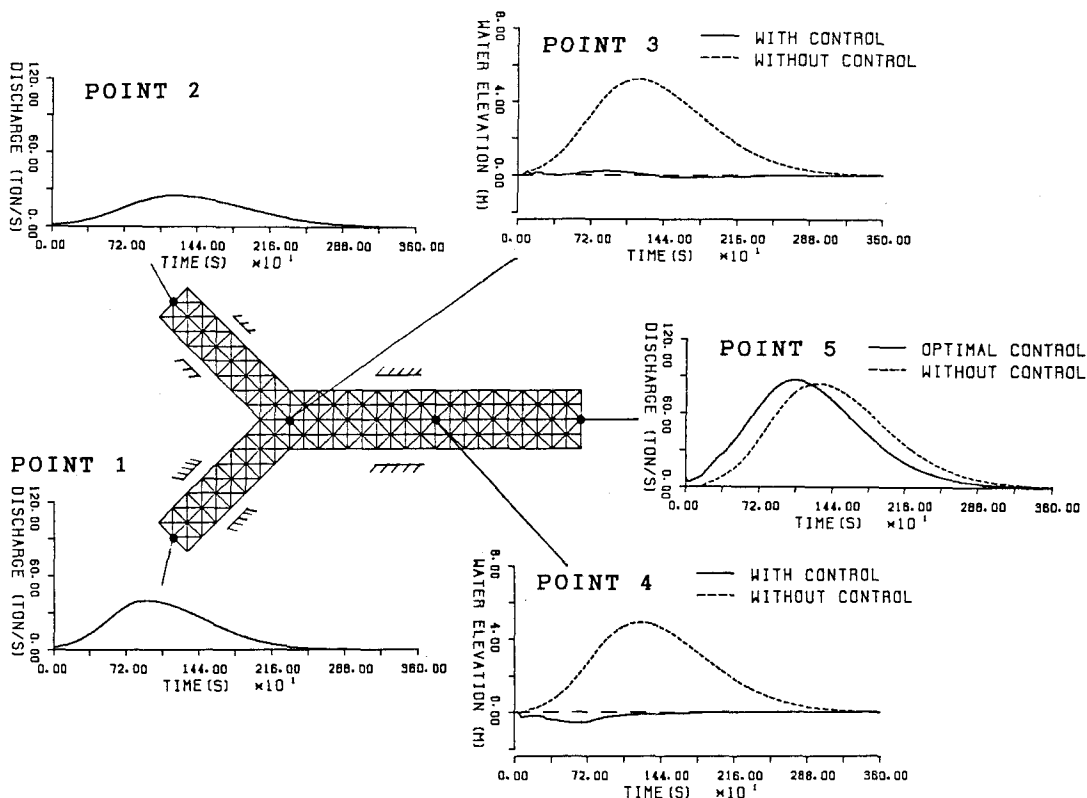 POINT 2
DISCHARGE (TON/S)
120.00
60.00
0.00
0.00 72.00 144.00 216.00 288.00 360.00
TIME(S) ×10¹
POINT 3
WITH CONTROL
WITHOUT CONTROL
WATER ELEVATION (M)
8.00
4.00
0.00
0.00 72.00 144.00 216.00 288.00 360.00
TIME(S) ×10¹
POINT 5
OPTIMAL CONTROL
WITHOUT CONTROL
DISCHARGE (TON/S)
120.00
60.00
0.00
0.00 72.00 144.00 216.00 288.00 360.00
TIME(S) ×10¹
POINT 1
DISCHARGE (TON/S)
120.00
60.00
0.00
0.00 72.00 144.00 216.00 288.00 360.00
TIME(S) ×10¹
POINT 4
WITH CONTROL
WITHOUT CONTROL
WATER ELEVATION (M)
8.00
4.00
0.00
0.00 72.00 144.00 216.00 288.00 360.00
TIME(S) ×10¹